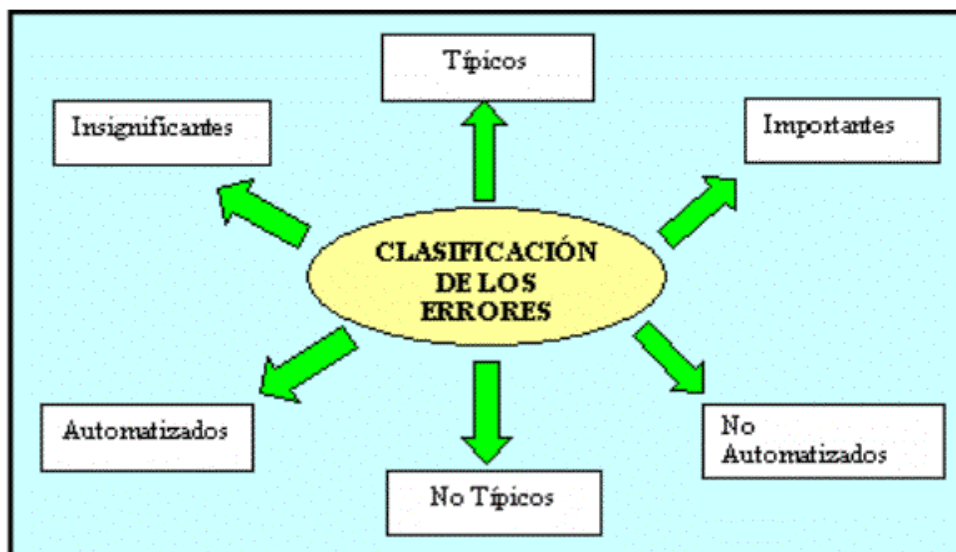 Típicos
Insignificantes
Importantes
CLASIFICACIÓN
DE LOS
ERRORES
Automatizados
No
Automatizados
No Típicos